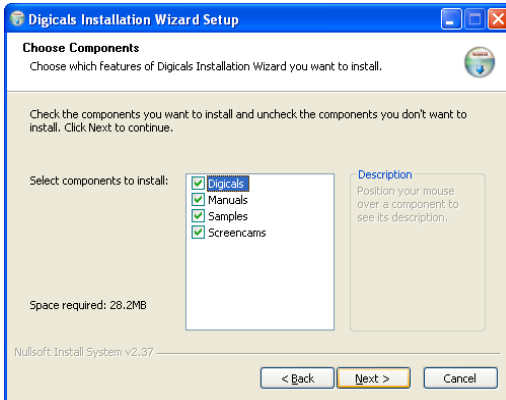 Digicals Installation Wizard Setup
Choose Components
Choose which features of Digicals Installation Wizard you want to install.
Check the components you want to install and uncheck the components you don't want to
install. Click Next to continue.
Select components to install:
Digicals
Manuals
Samples
Screencams
Description
Position your mouse
over a component to
see its description.
Space required: 28.2MB
Nullsoft Install System v2.37
< Back
Next >
Cancel